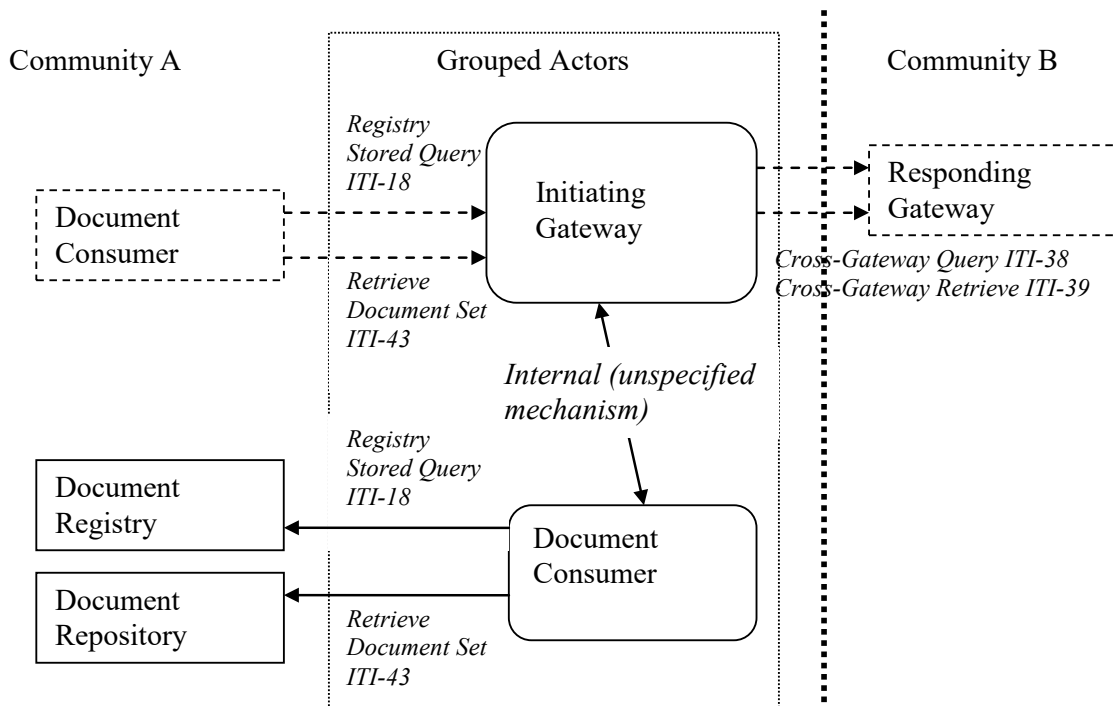 Community A
Grouped Actors
Community B
Registry
Stored Query
ITI-18
Document
Consumer
Initiating
Gateway
Responding
Gateway
Retrieve
Document Set
ITI-43
Cross-Gateway Query ITI-38
Cross-Gateway Retrieve ITI-39
Internal (unspecified
mechanism)
Registry
Stored Query
ITI-18
Document
Registry
Document
Consumer
Document
Repository
Retrieve
Document Set
ITI-43